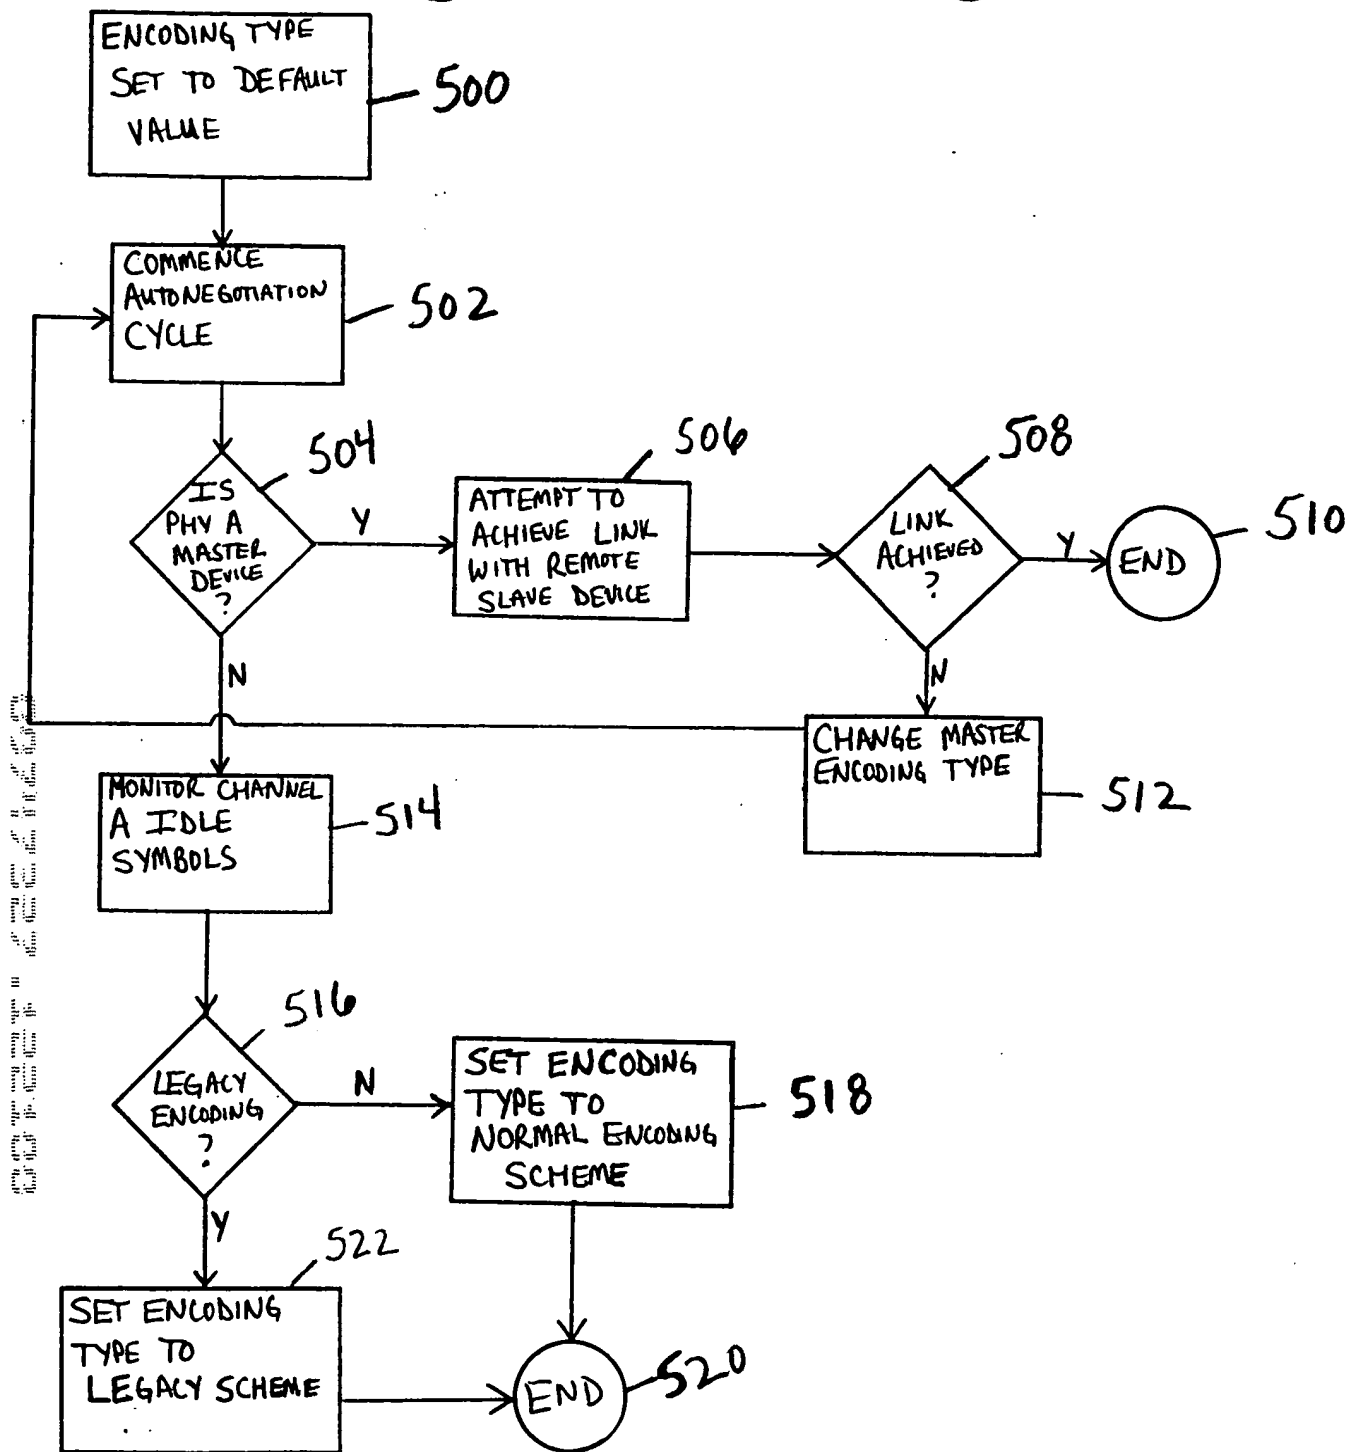 ENCODING TYPE
SET TO DEFAULT
VALUE
500
COMMENCE
AUTONEGOTIATION
CYCLE
502
504
IS
PHY A
MASTER
DEVICE
?
Y
N
506
ATTEMPT TO
ACHIEVE LINK
WITH REMOTE
SLAVE DEVICE
508
LINK
ACHIEVED
?
Y
N
END
510
CHANGE MASTER
ENCODING TYPE
512
MONITOR CHANNEL
A IDLE
SYMBOLS
514
516
LEGACY
ENCODING
?
N
Y
SET ENCODING
TYPE TO
NORMAL ENCODING
SCHEME
518
522
SET ENCODING
TYPE TO
LEGACY SCHEME
END
520